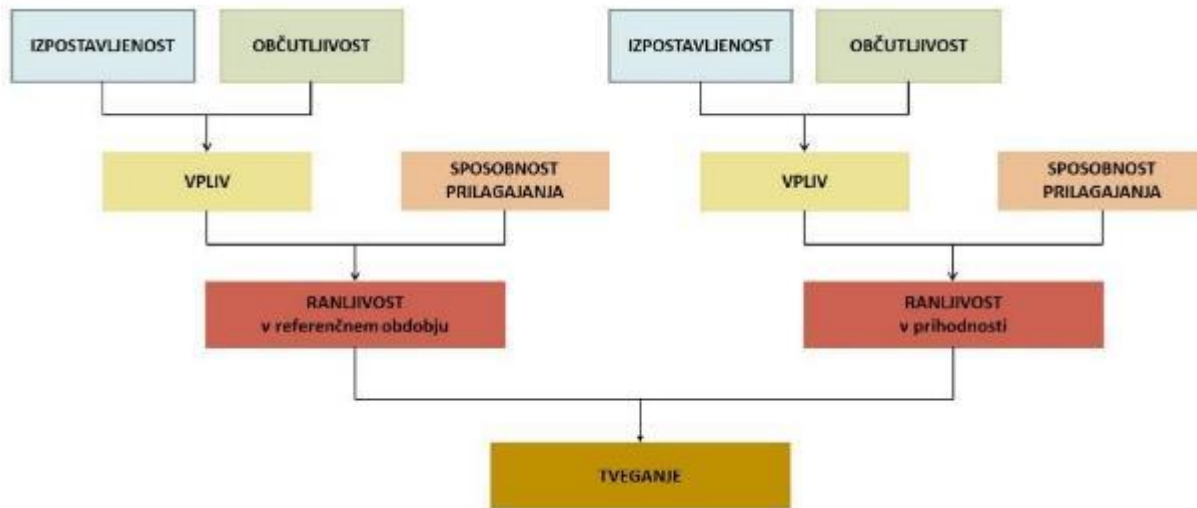 IZPOSTAVLJENOST
OBČUTLJIVOST
IZPOSTAVLJENOST
OBČUTLJIVOST
VPLIV
SPOSOBNOST
PRILAGAJANJA
VPLIV
SPOSOBNOST
PRILAGAJANJA
RANLJIVOST
v referenčnem obdobju
RANLJIVOST
v prihodnosti
TVEGANJE